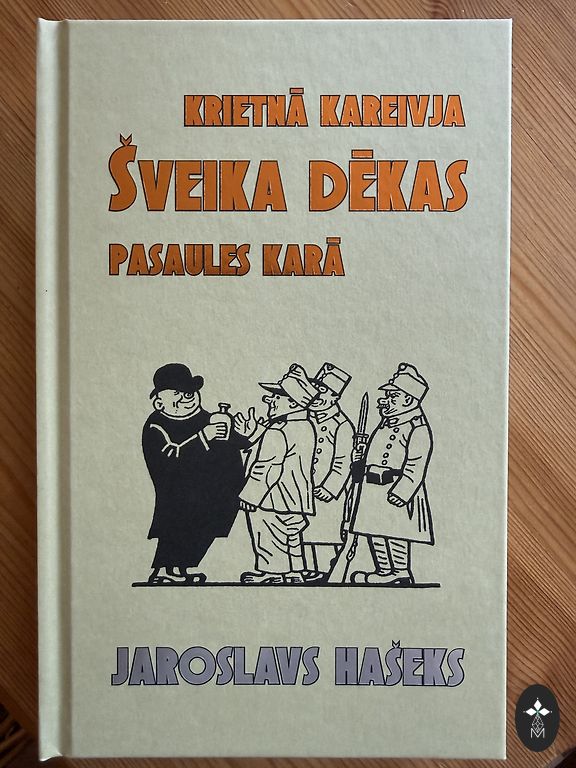 KRIETNĀ KAREIVJA
ŠVEIKA DĒKAS
PASAULES KARĀ
JAROSLAVS HAŠEKS
M